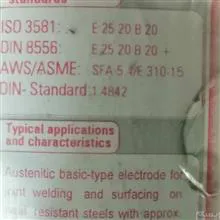 standards
ISO 3581: E 25 20 B 20
DIN 8556: E 25 20 B 20 +
AWS/ASME: SFA-5.4/E 310-15
DIN-Standard 1.4842
Typical applications
and characteristics
Austenitic basic-type electrode for
joint welding and surfacing on
heat resistant steels with approx.